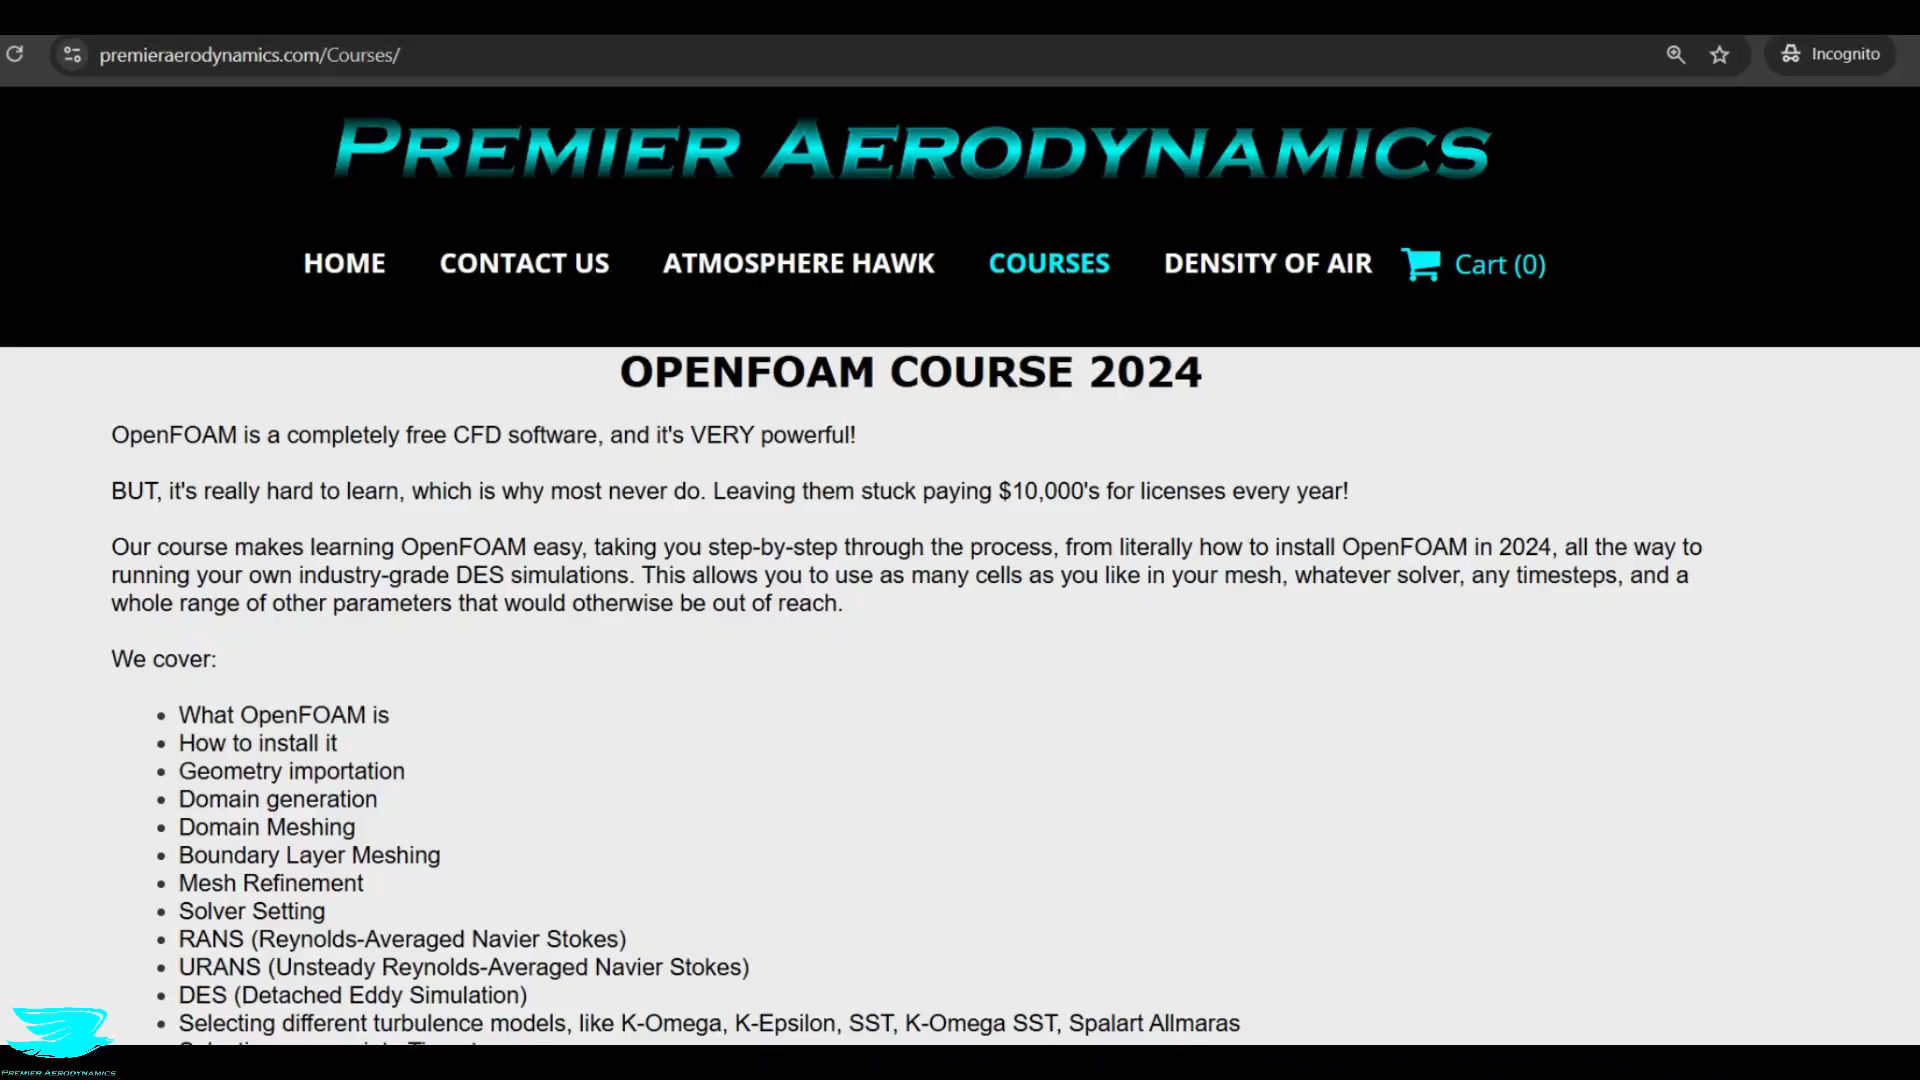 premieraerodynamics.com/Courses/
Incognito
PREMIER AERODYNAMICS
HOME CONTACT US ATMOSPHERE HAWK COURSES DENSITY OF AIR Cart (0)
OPENFOAM COURSE 2024
OpenFOAM is a completely free CFD software, and it's VERY powerful!
BUT, it's really hard to learn, which is why most never do. Leaving them stuck paying $10,000's for licenses every year!
Our course makes learning OpenFOAM easy, taking you step-by-step through the process, from literally how to install OpenFOAM in 2024, all the way to
running your own industry-grade DES simulations. This allows you to use as many cells as you like in your mesh, whatever solver, any timesteps, and a
whole range of other parameters that would otherwise be out of reach.
We cover:
• What OpenFOAM is
• How to install it
• Geometry importation
• Domain generation
• Domain Meshing
• Boundary Layer Meshing
• Mesh Refinement
• Solver Setting
• RANS (Reynolds-Averaged Navier Stokes)
• URANS (Unsteady Reynolds-Averaged Navier Stokes)
• DES (Detached Eddy Simulation)
• Selecting different turbulence models, like K-Omega, K-Epsilon, SST, K-Omega SST, Spalart Allmaras
PREMIER AERODYNAMICS